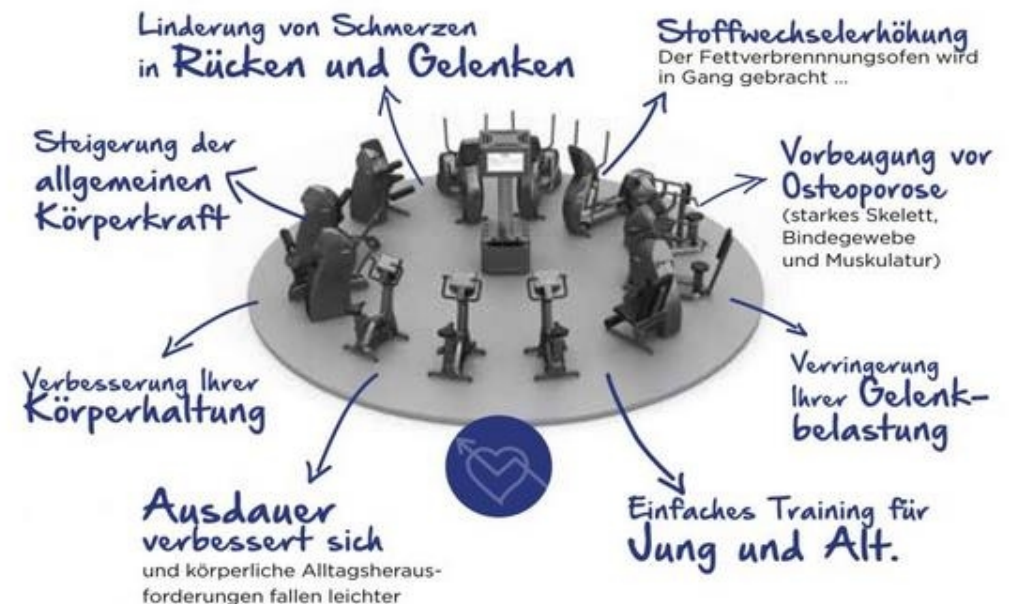 Linderung von Schmerzen
in Rücken und Gelenken
Stoffwechselerhöhung
Der Fettverbrennnungsofen wird
in Gang gebracht ...
Steigerung der
allgemeinen
Körperkraft
Vorbeugung vor
Osteoporose
(starkes Skelett,
Bindegewebe
und Muskulatur)
Verbesserung Ihrer
Körperhaltung
Verringerung
Ihrer Gelenk-
belastung
Ausdauer
verbessert sich
und körperliche Alltagsheraus-
forderungen fallen leichter
Einfaches Training für
Jung und Alt.